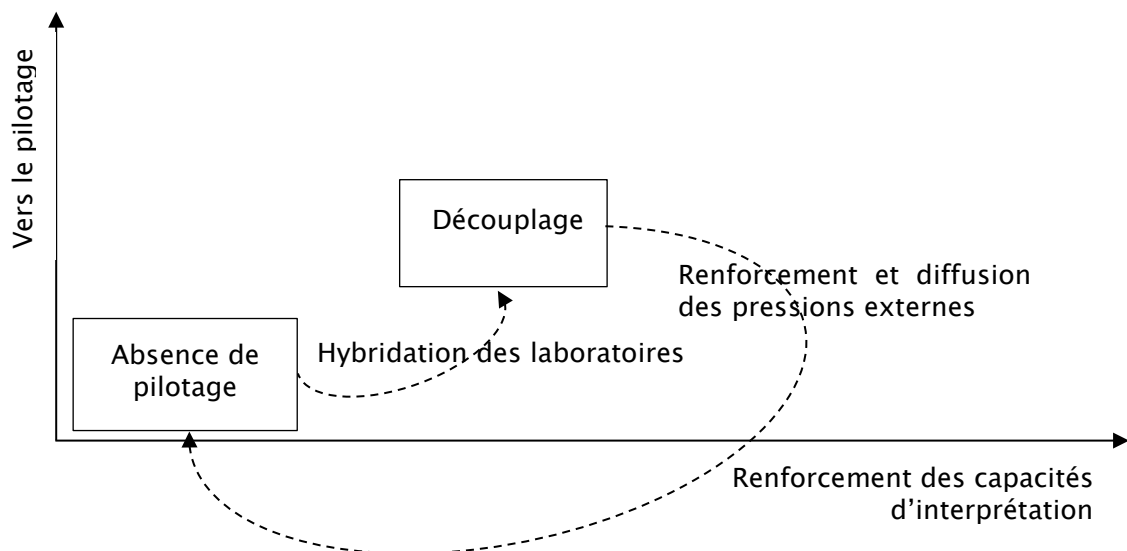 Vers le pilotage
Découplage
Renforcement et diffusion
des pressions externes
Absence de
pilotage
Hybridation des laboratoires
Renforcement des capacités
d'interprétation